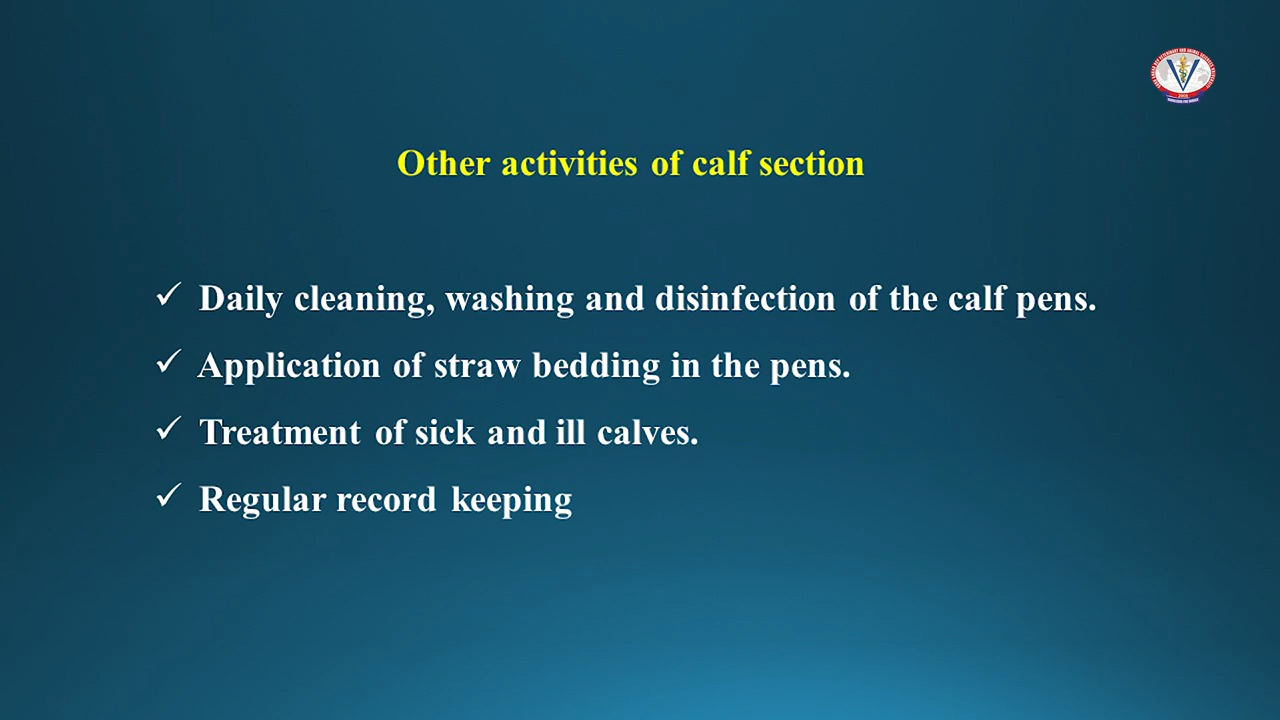 Other activities of calf section
✓ Daily cleaning, washing and disinfection of the calf pens.
✓ Application of straw bedding in the pens.
✓ Treatment of sick and ill calves.
✓ Regular record keeping